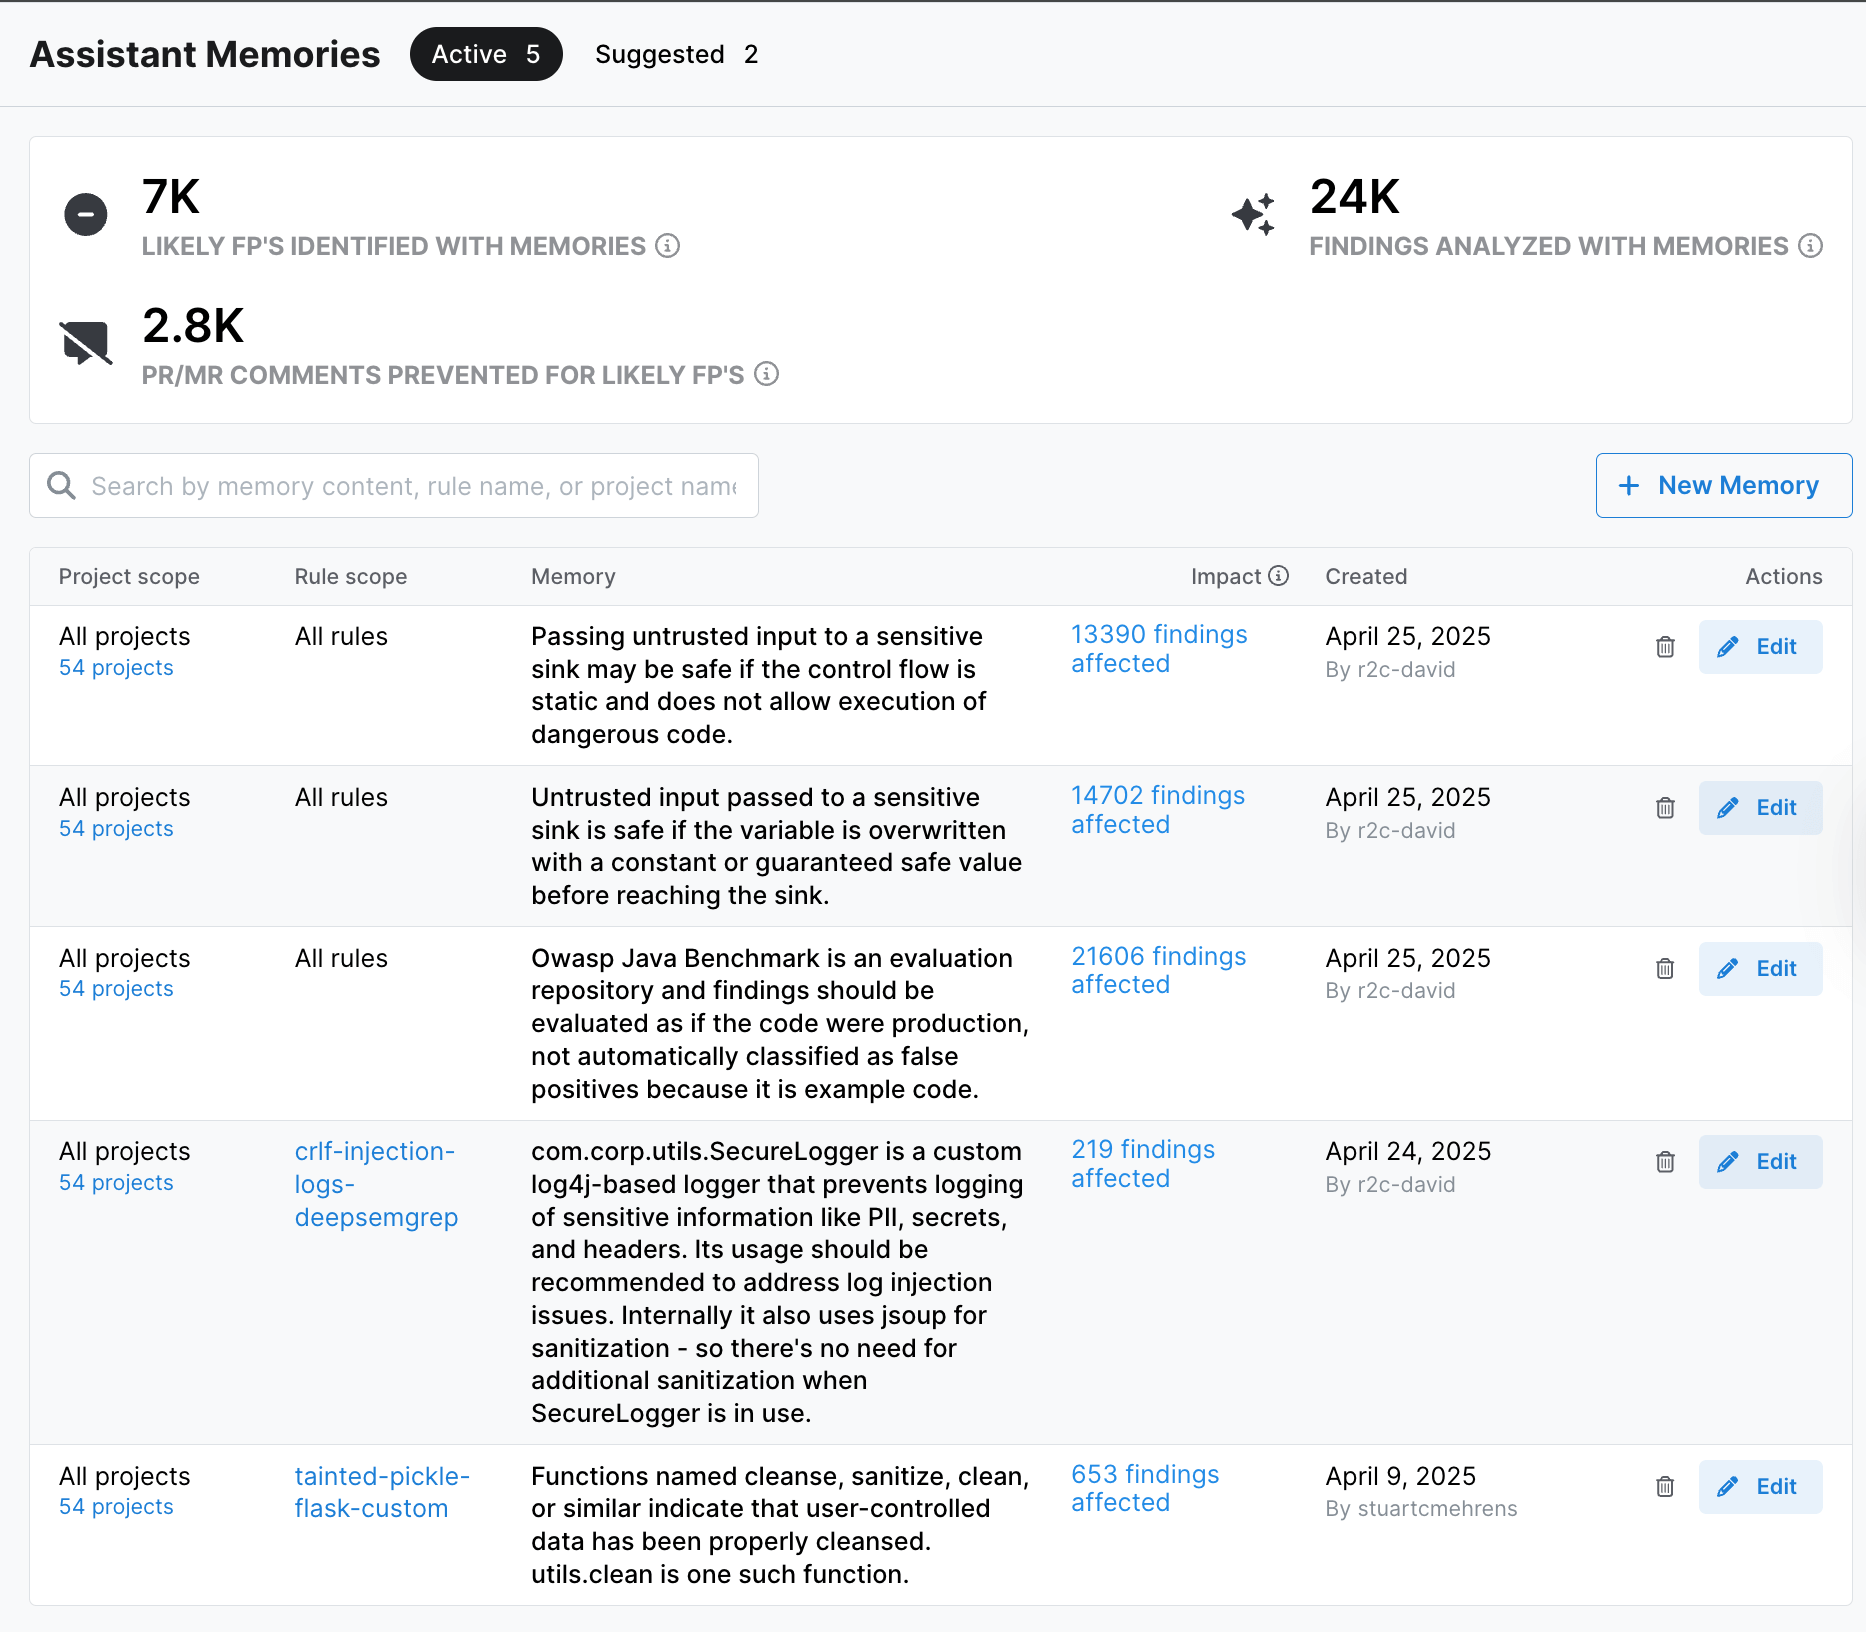 Assistant Memories
Active 5
Suggested 2
7K
LIKELY FP'S IDENTIFIED WITH MEMORIES
24K
FINDINGS ANALYZED WITH MEMORIES
2.8K
PR/MR COMMENTS PREVENTED FOR LIKELY FP'S
Search by memory content, rule name, or project name
+ New Memory
Project scope
Rule scope
Memory
Impact
Created
Actions
All projects
54 projects
All rules
Passing untrusted input to a sensitive
sink may be safe if the control flow is
static and does not allow execution of
dangerous code.
13390 findings
affected
April 25, 2025
By r2c-david
Edit
All projects
54 projects
All rules
Untrusted input passed to a sensitive
sink is safe if the variable is overwritten
with a constant or guaranteed safe value
before reaching the sink.
14702 findings
affected
April 25, 2025
By r2c-david
Edit
All projects
54 projects
All rules
Owasp Java Benchmark is an evaluation
repository and findings should be
evaluated as if the code were production,
not automatically classified as false
positives because it is example code.
21606 findings
affected
April 25, 2025
By r2c-david
Edit
All projects
54 projects
crlf-injection-
logs-
deepsemgrep
com.corp.utils.SecureLogger is a custom
log4j-based logger that prevents logging
of sensitive information like PII, secrets,
and headers. Its usage should be
recommended to address log injection
issues. Internally it also uses jsoup for
sanitization - so there's no need for
additional sanitization when
SecureLogger is in use.
219 findings
affected
April 24, 2025
By r2c-david
Edit
All projects
54 projects
tainted-pickle-
flask-custom
Functions named cleanse, sanitize, clean,
or similar indicate that user-controlled
data has been properly cleansed.
utils.clean is one such function.
653 findings
affected
April 9, 2025
By stuartcmehrens
Edit